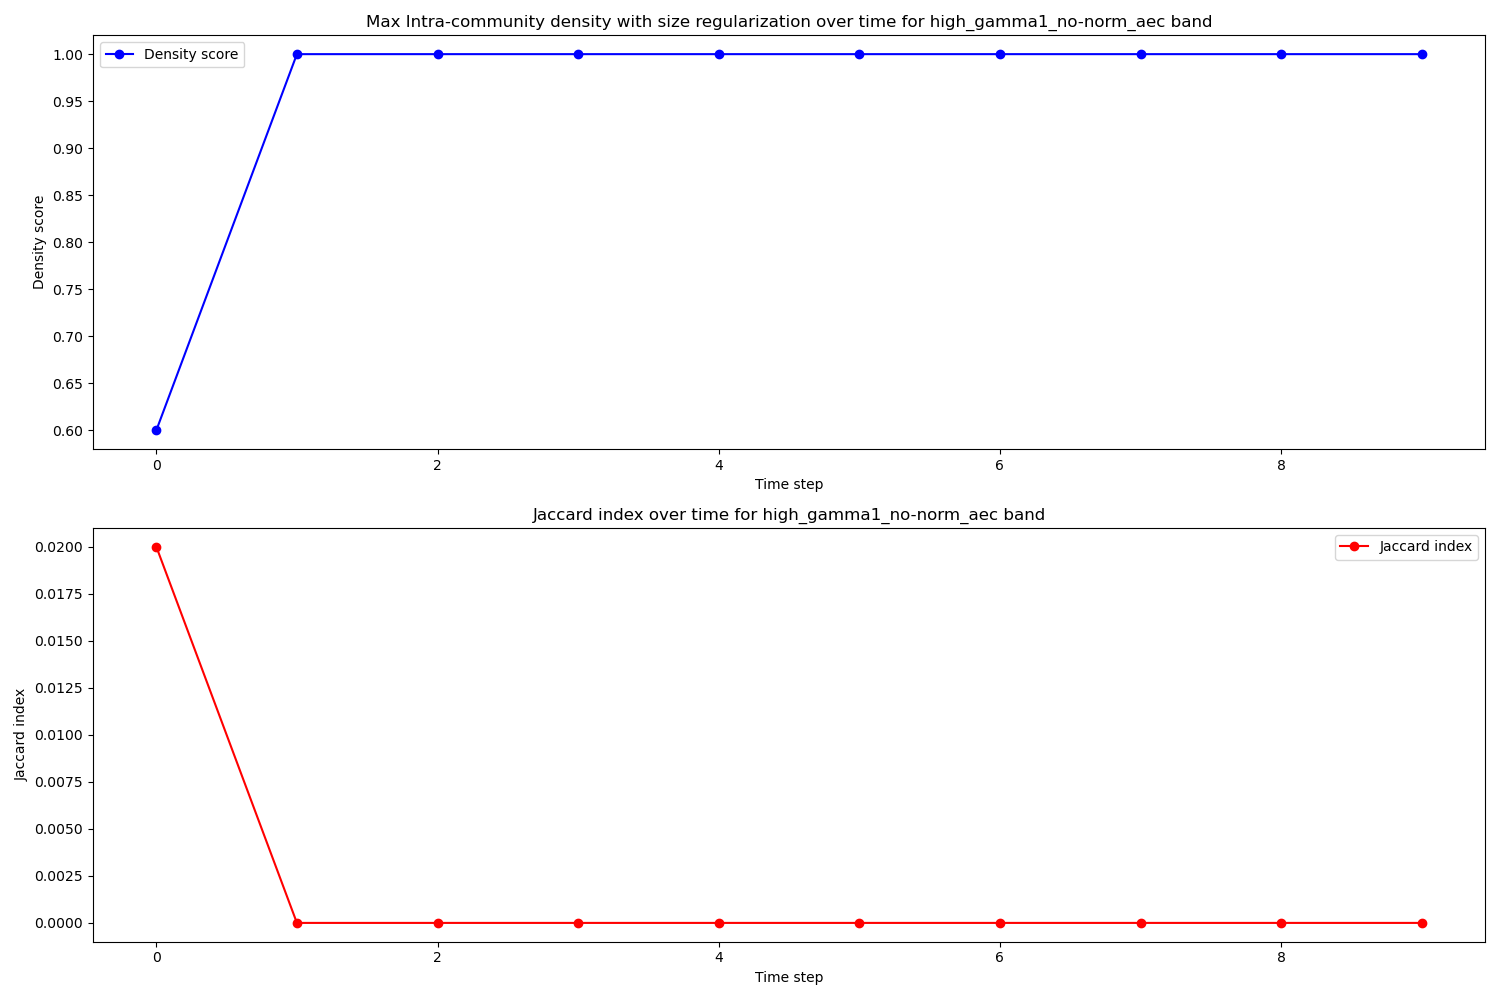 Max Intra-community density with size regularization over time for high_gamma1_no-norm_aec band
Density score
1.00
0.95
0.90
0.85
0.80
0.75
0.70
0.65
0.60
Density score
0 2 4 6 8
Time step
Jaccard index over time for high_gamma1_no-norm_aec band
Jaccard index
0.0200
0.0175
0.0150
0.0125
0.0100
0.0075
0.0050
0.0025
0.0000
Jaccard index
0 2 4 6 8
Time step